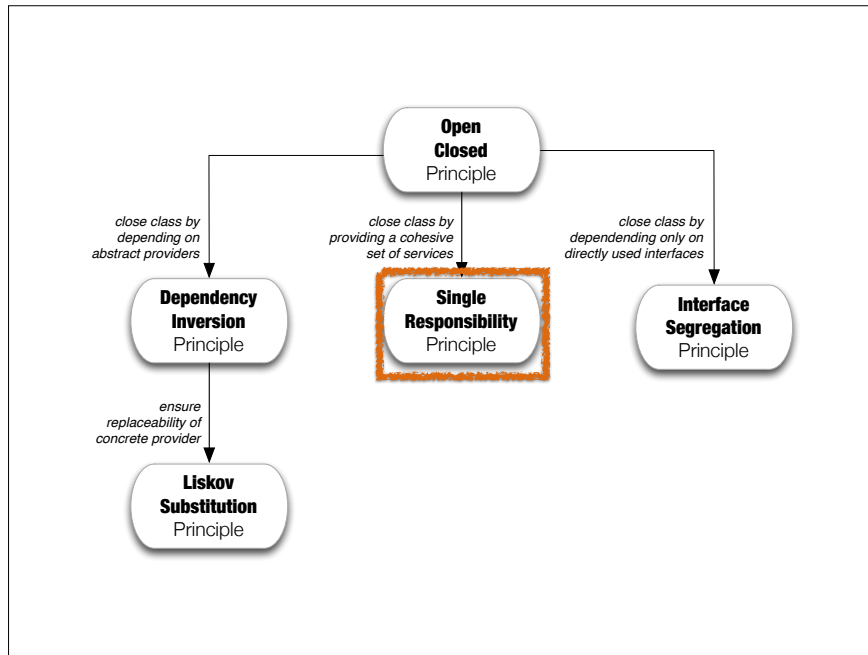 Open
Closed
Principle
close class by
depending on
abstract providers
close class by
providing a cohesive
set of services
close class by
dependending only on
directly used interfaces
Dependency
Inversion
Principle
Single
Responsibility
Principle
Interface
Segregation
Principle
ensure
replaceability of
concrete provider
Liskov
Substitution
Principle